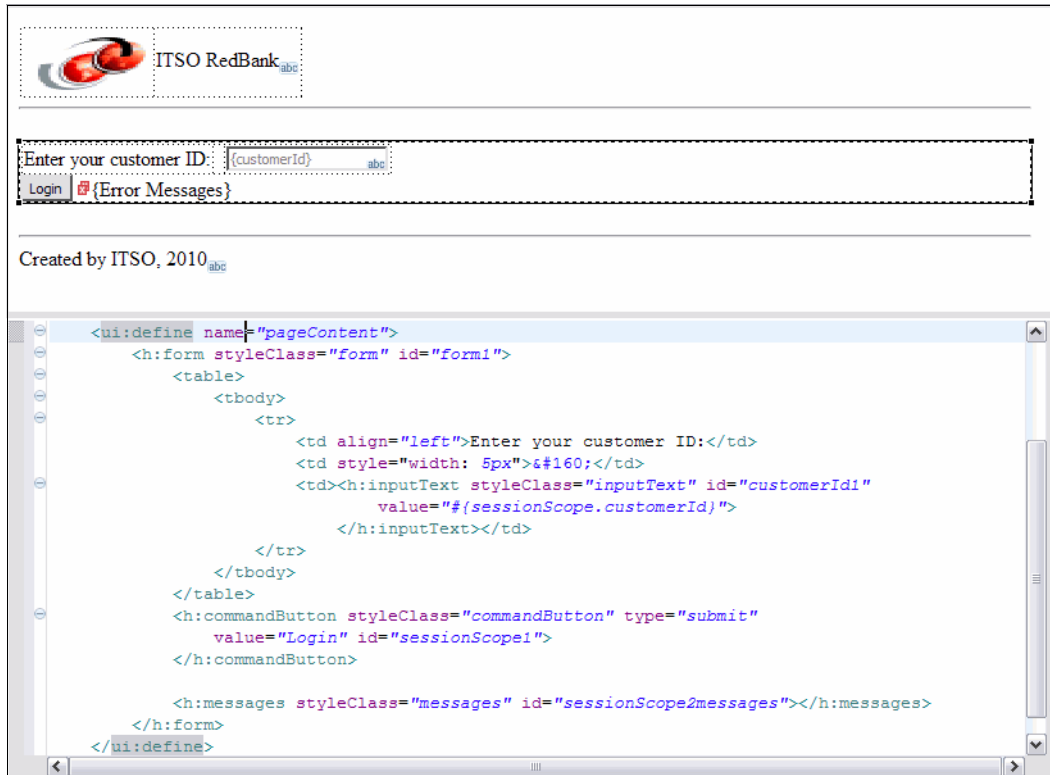 ITSO RedBank abc
Enter your customer ID: {customerId} abc
Login {Error Messages}
Created by ITSO, 2010 abc
<ui:define name="pageContent">
<h:form styleClass="form" id="form1">
<table>
<tbody>
<tr>
<td align="left">Enter your customer ID:</td>
<td style="width: 5px">&#160;</td>
<td><h:inputText styleClass="inputText" id="customerId1"
value="#{sessionScope.customerId}">
</h:inputText></td>
</tr>
</tbody>
</table>
<h:commandButton styleClass="commandButton" type="submit"
value="Login" id="sessionScope1">
</h:commandButton>
<h:messages styleClass="messages" id="sessionScope2messages"></h:messages>
</h:form>
</ui:define>